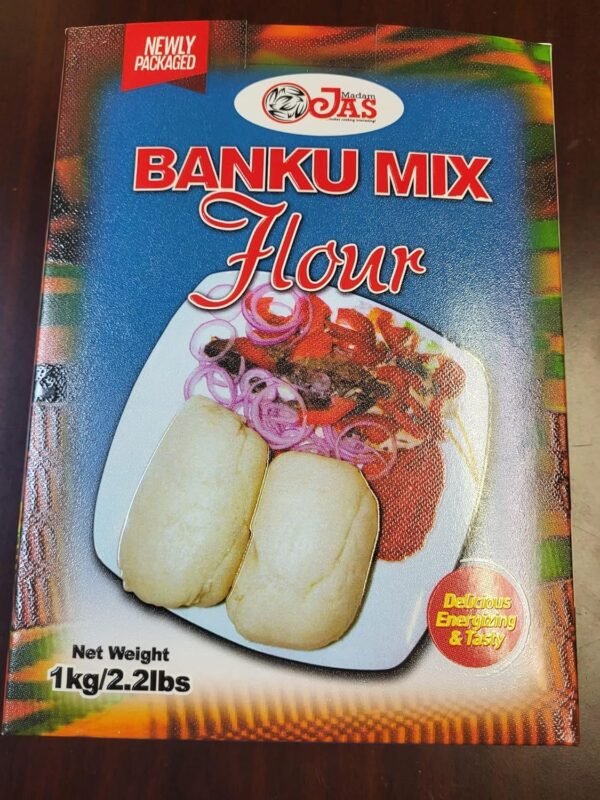 NEWLY
PACKAGED
Madam
JAS
BANKU MIX
Flour
Delicious
Energizing
& Tasty
Net Weight
1kg/2.2lbs